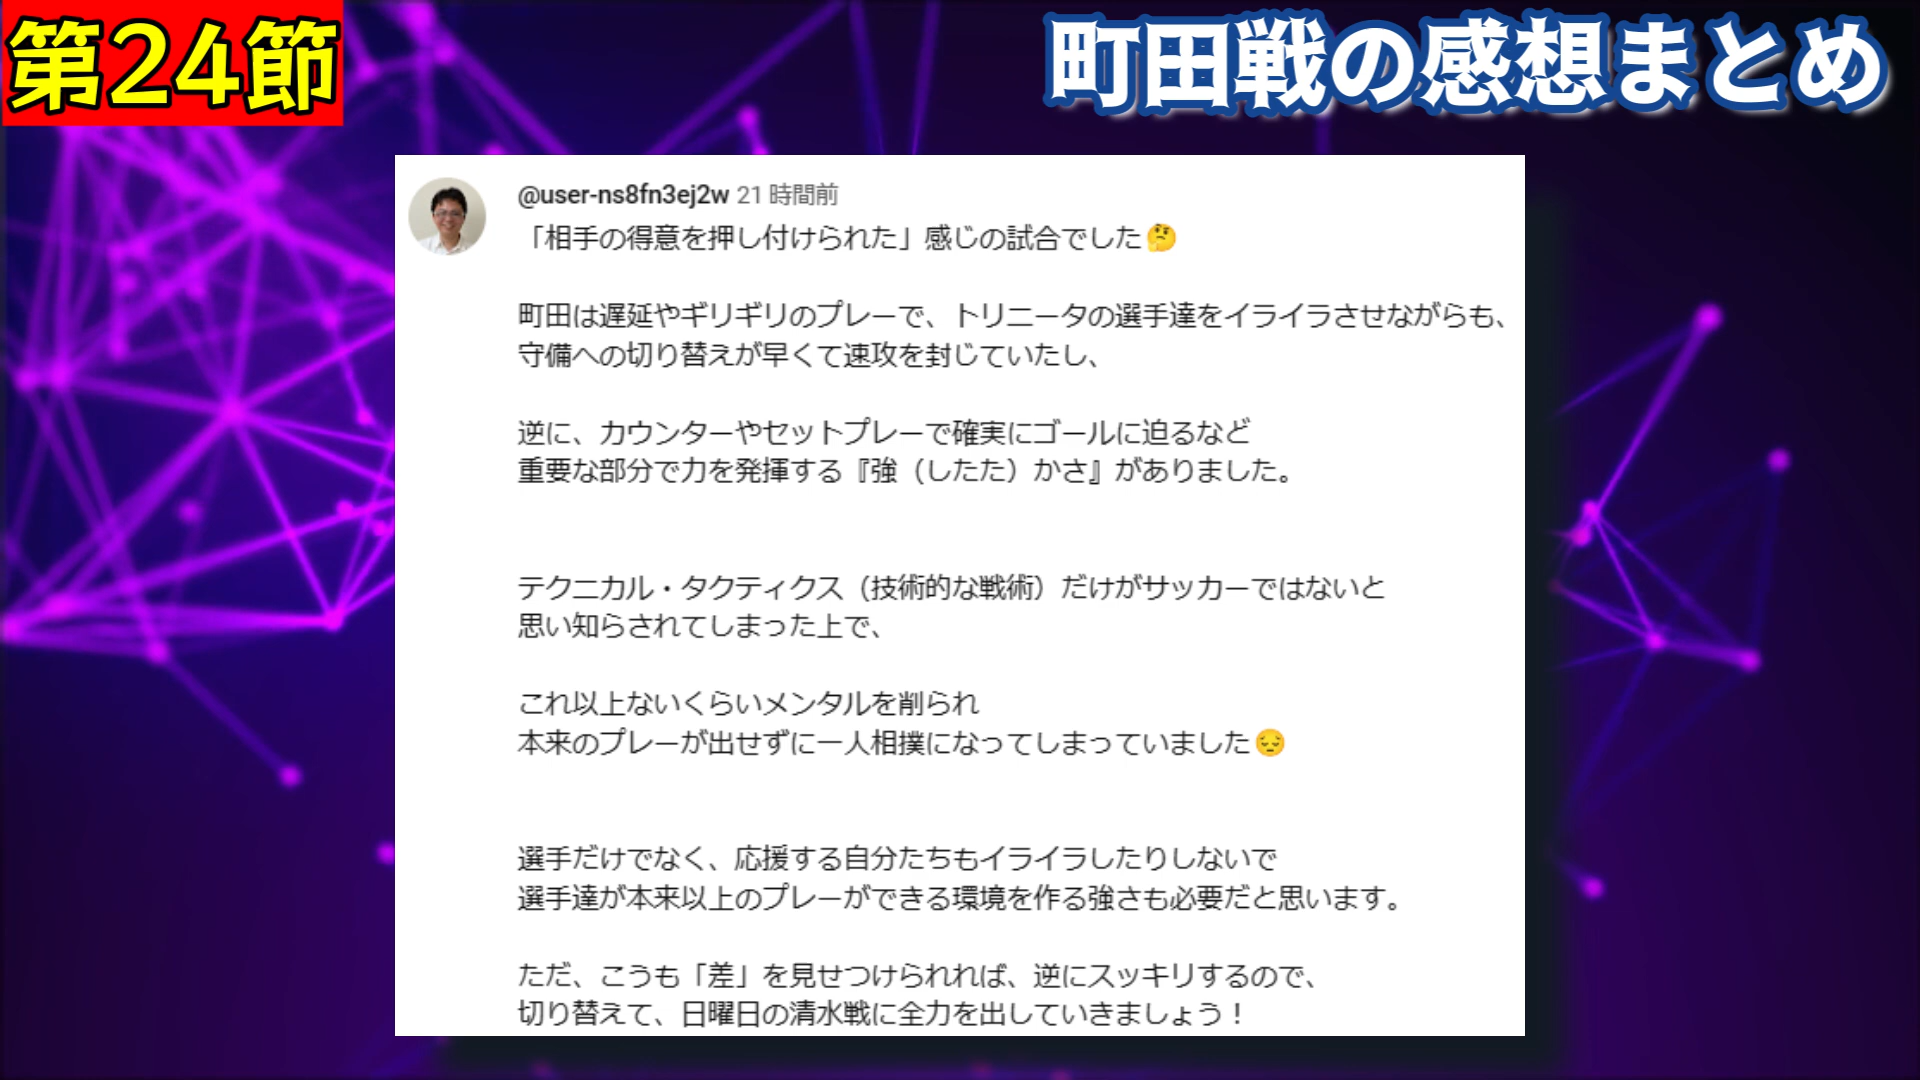 第24節
町田戦の感想まとめ
@user-ns8fn3ej2w 21 時間前
「相手の得意を押し付けられた」感じの試合でした🤔
町田は遅延やギリギリのプレーで、トリニータの選手達をイライラさせながらも、
守備への切り替えが早くて速攻を封じていたし、
逆に、カウンターやセットプレーで確実にゴールに迫るなど
重要な部分で力を発揮する『強（したた）かさ』がありました。
テクニカル・タクティクス（技術的な戦術）だけがサッカーではないと
思い知らされてしまった上で、
これ以上ないくらいメンタルを削られ
本来のプレーが出せずに一人相撲になってしまっていました😔
選手だけでなく、応援する自分たちもイライラしたりしないで
選手達が本来以上のプレーができる環境を作る強さも必要だと思います。
ただ、こうも「差」を見せつけられれば、逆にスッキリするので、
切り替えて、日曜日の清水戦に全力を出していきましょう！